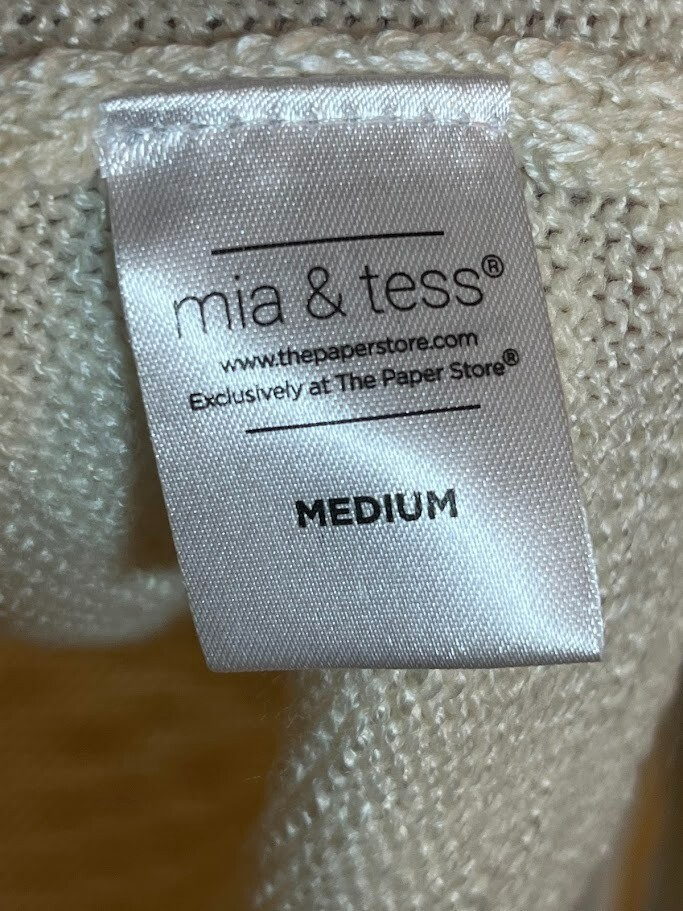 mia & tess®
www.thepaperstore.com
Exclusively at The Paper Store®
MEDIUM